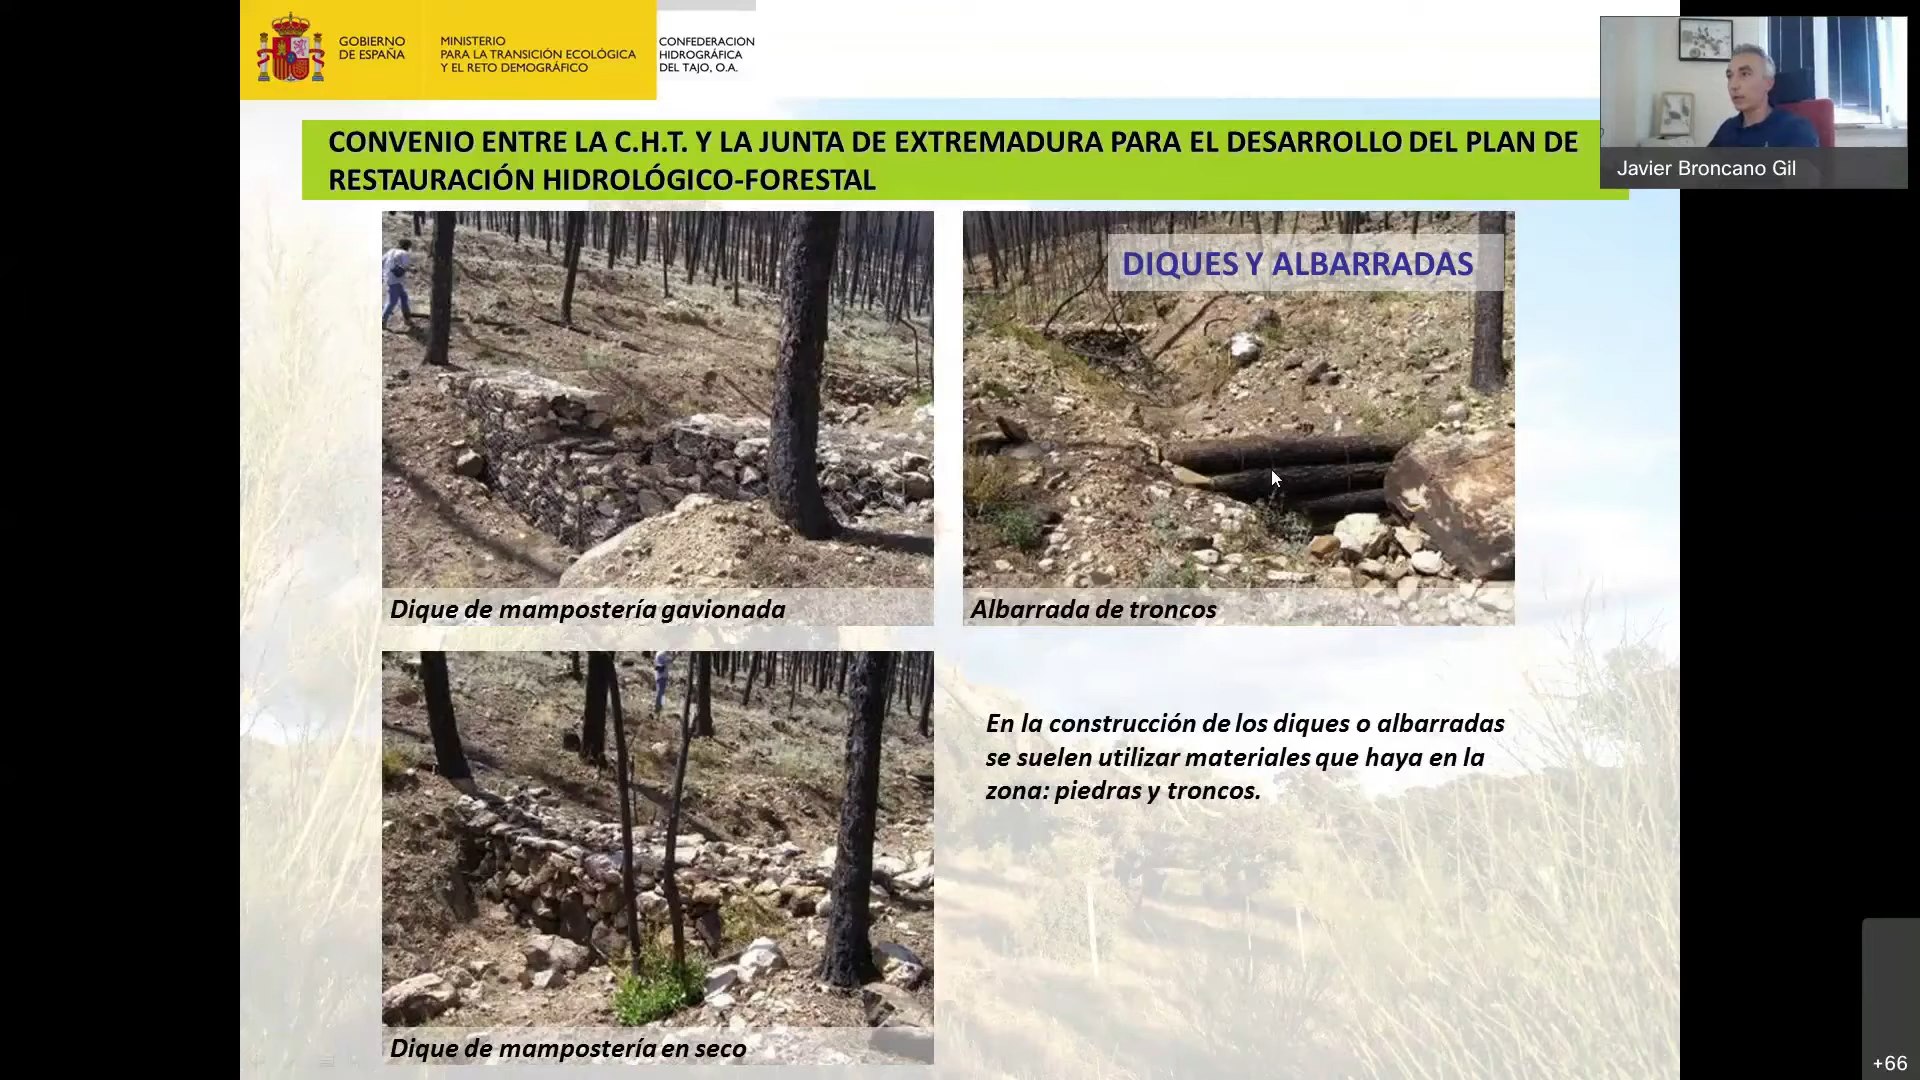 GOBIERNO
DE ESPAÑA
MINISTERIO
PARA LA TRANSICIÓN ECOLÓGICA
Y EL RETO DEMOGRÁFICO
CONFEDERACION
HIDROGRÁFICA
DEL TAJO, O.A.
CONVENIO ENTRE LA C.H.T. Y LA JUNTA DE EXTREMADURA PARA EL DESARROLLO DEL PLAN DE
RESTAURACIÓN HIDROLÓGICO-FORESTAL
Javier Broncano Gil
DIQUES Y ALBARRADAS
Dique de mampostería gavionada
Albarrada de troncos
En la construcción de los diques o albarradas
se suelen utilizar materiales que haya en la
zona: piedras y troncos.
Dique de mampostería en seco
+66